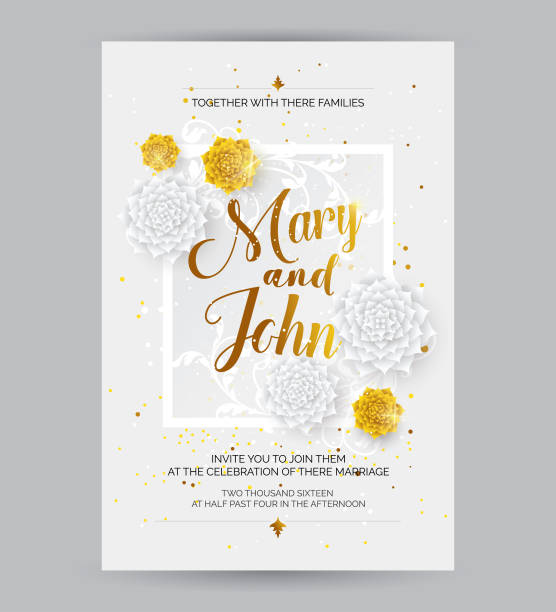 TOGETHER WITH THERE FAMILIES
Mary
and
John
INVITE YOU TO JOIN THEM
AT THE CELEBRATION OF THERE MARRIAGE
TWO THOUSAND SIXTEEN
AT HALF PAST FOUR IN THE AFTERNOON